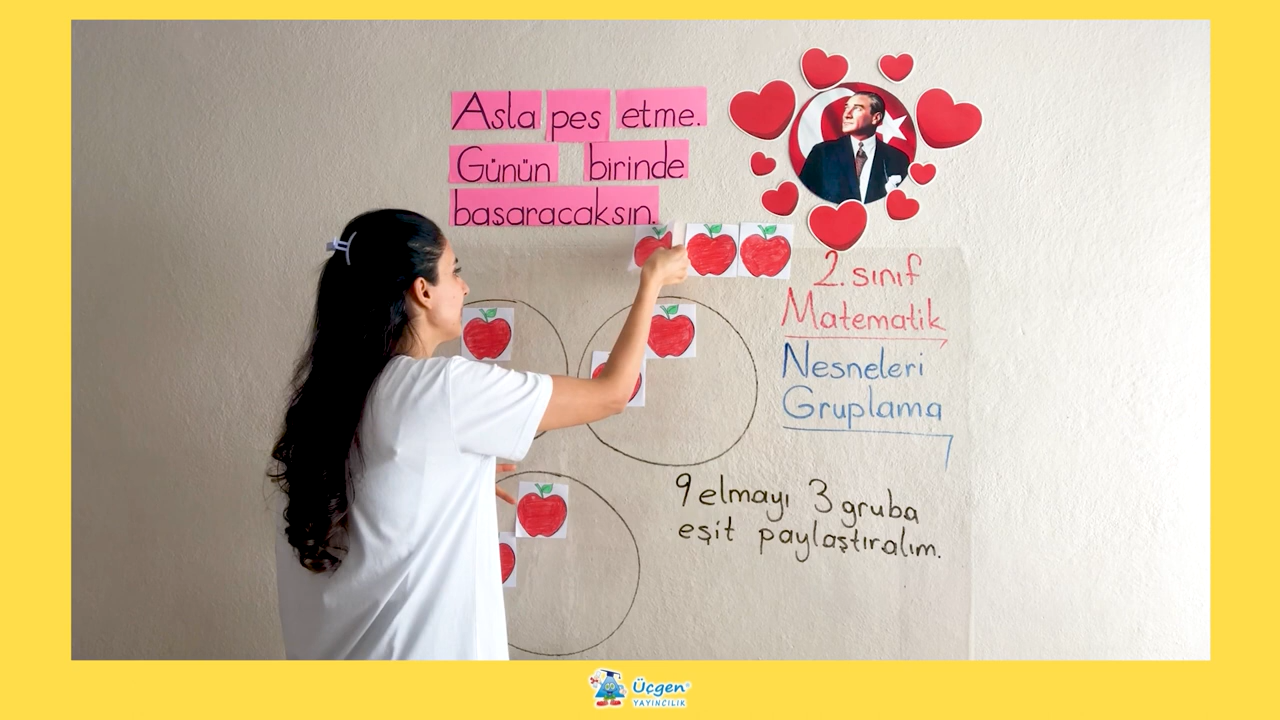 Asla pes etme.
Günün birinde
başaracaksın.
2. sınıf
Matematik
Nesneleri
Gruplama
9 elmayı 3 gruba
eşit paylaştıralım.
Üçgen
YAYINCILIK